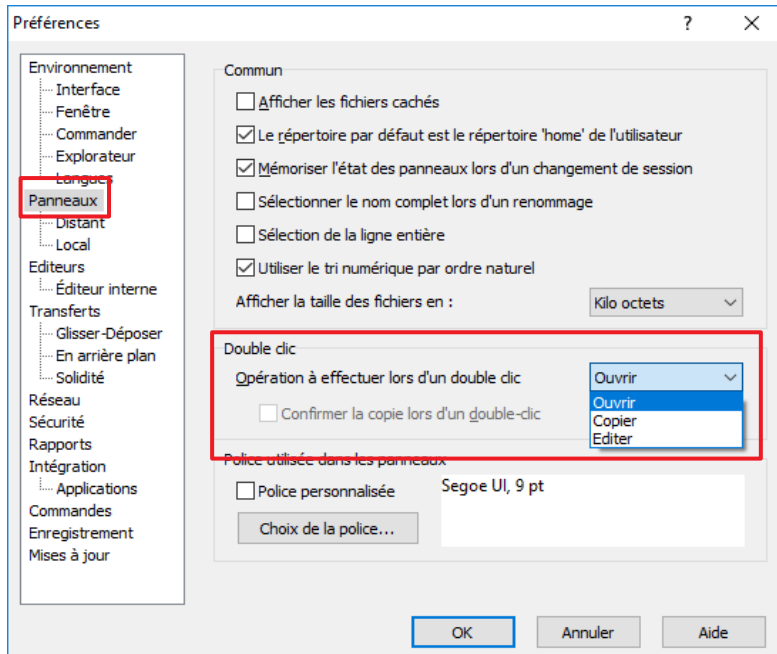 Préférences
?
Environnement
Interface
Fenêtre
Commander
Explorateur
Langues
Panneaux
Distant
Local
Editeurs
Éditeur interne
Transferts
Glisser-Déposer
En arrière plan
Solidité
Réseau
Sécurité
Rapports
Intégration
Applications
Commandes
Enregistrement
Mises à jour
Commun
Afficher les fichiers cachés
Le répertoire par défaut est le répertoire 'home' de l'utilisateur
Mémoriser l'état des panneaux lors d'un changement de session
Sélectionner le nom complet lors d'un renommage
Sélection de la ligne entière
Utiliser le tri numérique par ordre naturel
Afficher la taille des fichiers en : Kilo octets
Double clic
Opération à effectuer lors d'un double clic Ouvrir
Ouvrir
Confirmer la copie lors d'un double-clic Copier
Editer
Police utilisée dans les panneaux
Police personnalisée Segoe UI, 9 pt
Choix de la police...
OK Annuler Aide